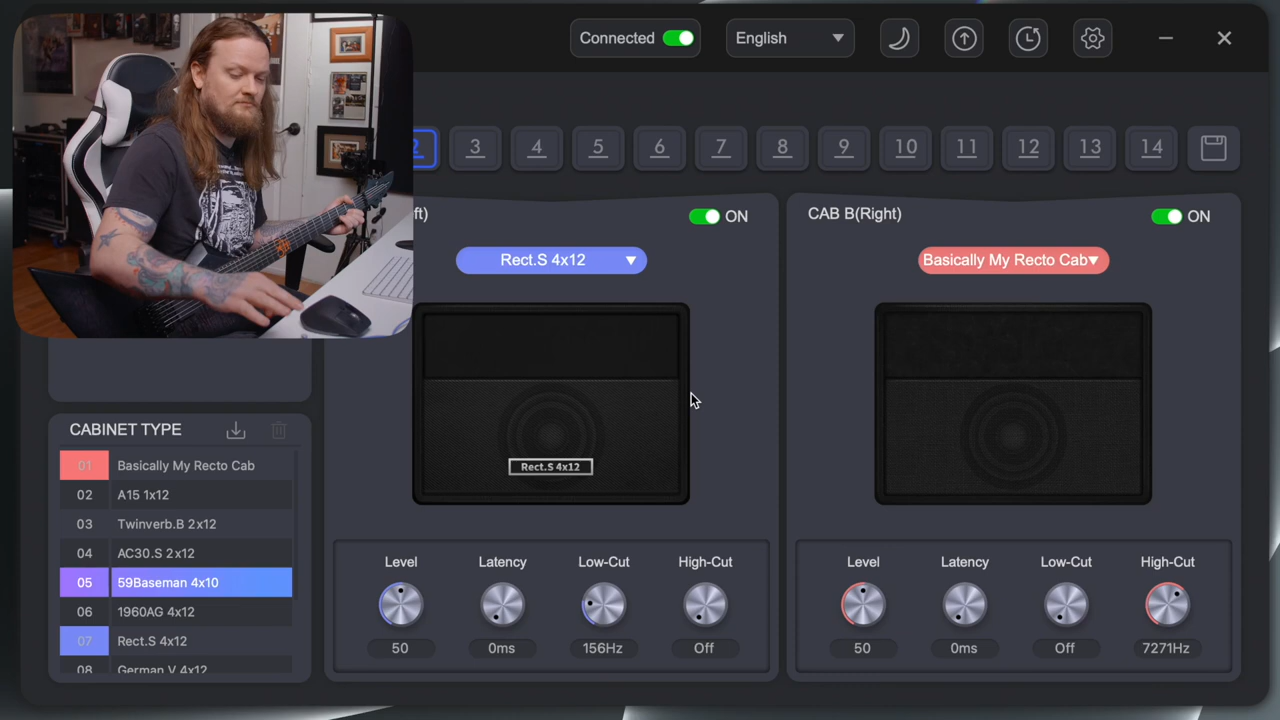 Connected
English
2 3 4 5 6 7 8 9 10 11 12 13 14
ft)
ON
CAB B(Right)
ON
Rect.S 4x12
Basically My Recto Cab
Rect.S 4x12
CABINET TYPE
01 Basically My Recto Cab
02 A15 1x12
03 Twinverb.B 2x12
04 AC30.S 2x12
05 59Baseman 4x10
06 1960AG 4x12
07 Rect.S 4x12
08 German V 4x12
Level Latency Low-Cut High-Cut
50 0ms 156Hz Off
Level Latency Low-Cut High-Cut
50 0ms Off 7271Hz